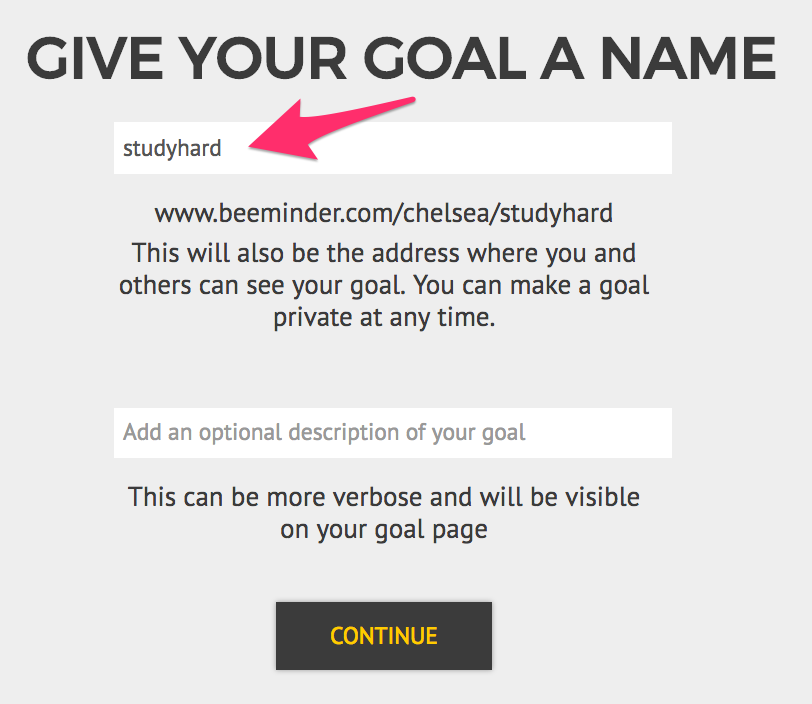 GIVE YOUR GOAL A NAME
studyhard
www.beeminder.com/chelsea/studyhard
This will also be the address where you and
others can see your goal. You can make a goal
private at any time.
Add an optional description of your goal
This can be more verbose and will be visible
on your goal page
CONTINUE